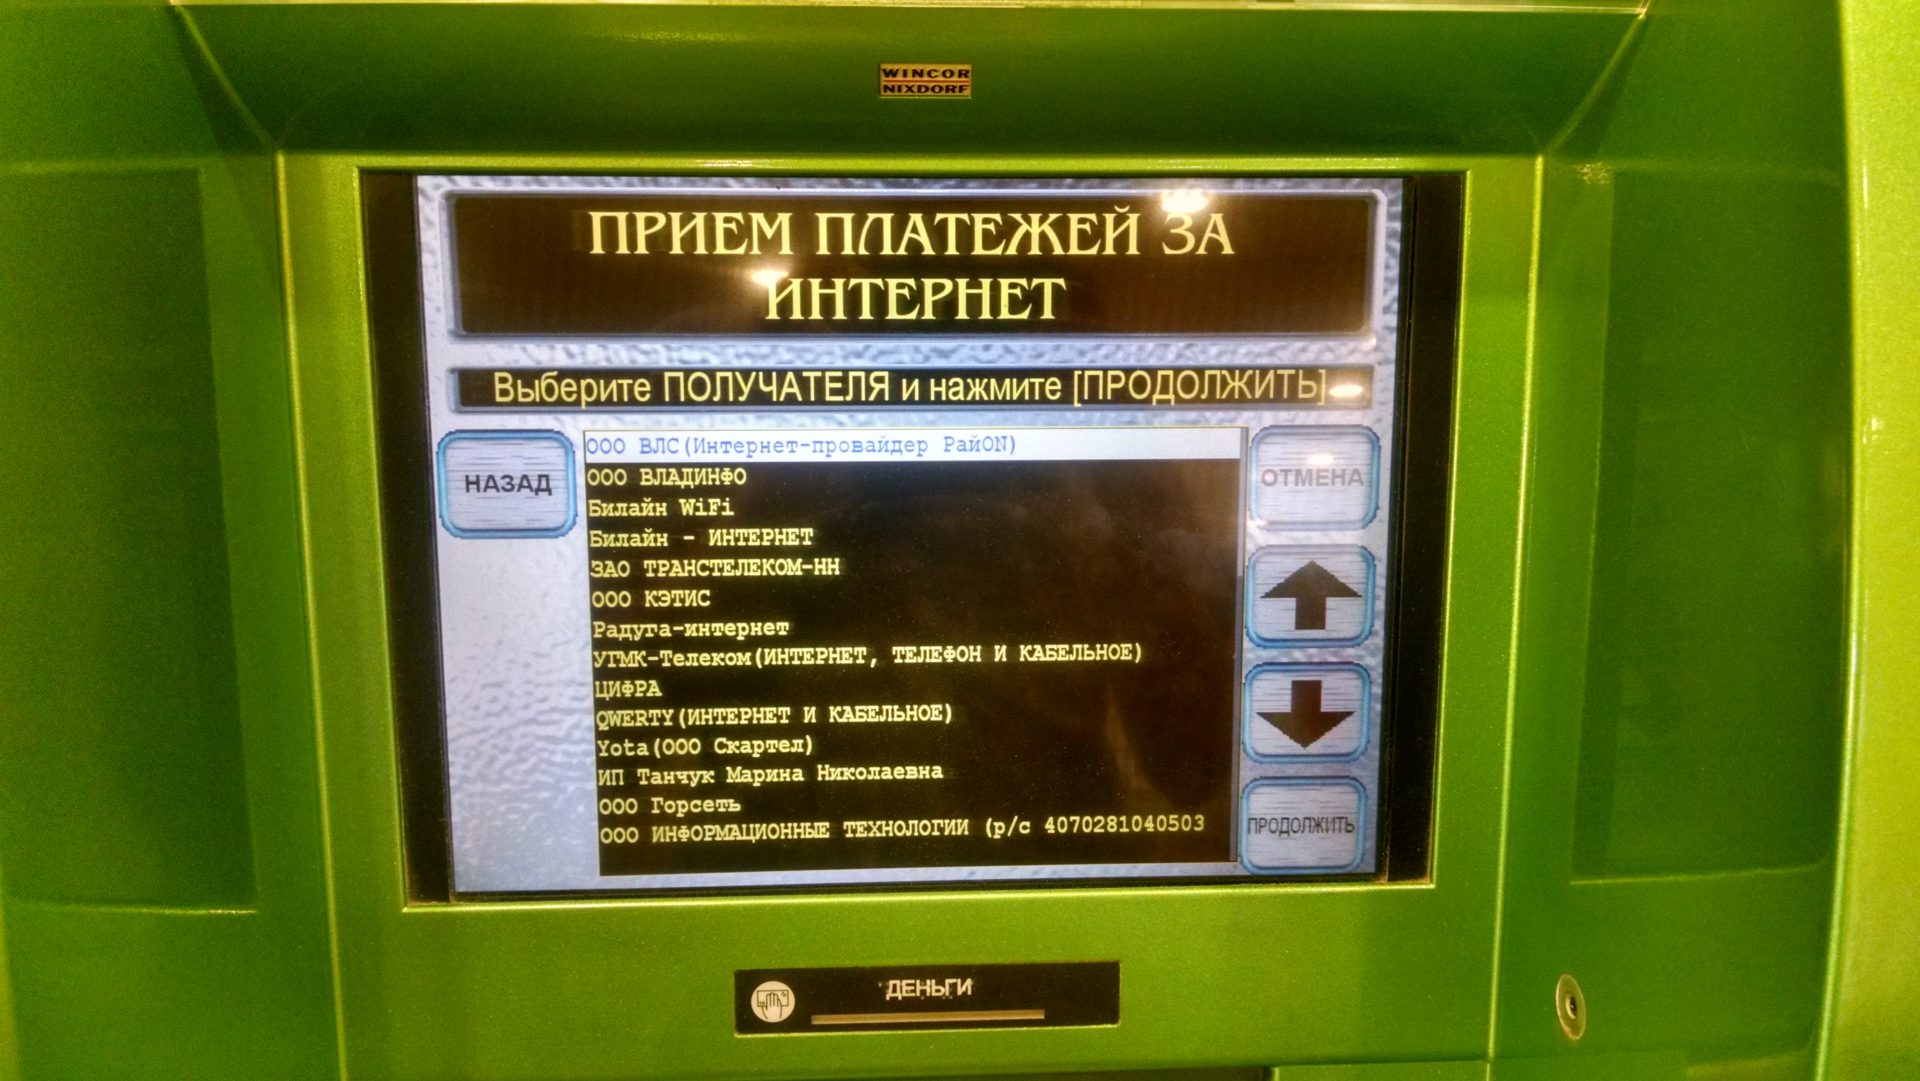 WINCOR
NIXDORF
ПРИЕМ ПЛАТЕЖЕЙ ЗА
ИНТЕРНЕТ
Выберите ПОЛУЧАТЕЛЯ и нажмите [ПРОДОЛЖИТЬ]
НАЗАД
ООО ВЛС(Интернет-провайдер РайON)
ООО ВЛАДИНФО
Билайн WiFi
Билайн - ИНТЕРНЕТ
ЗАО ТРАНСТЕЛЕКОМ-НН
ООО КЭТИС
Радуга-интернет
УГМК-Телеком(ИНТЕРНЕТ, ТЕЛЕФОН И КАБЕЛЬНОЕ)
ЦИФРА
QWERTY(ИНТЕРНЕТ И КАБЕЛЬНОЕ)
Yota(ООО Скартел)
ИП Танчук Марина Николаевна
ООО Горсеть
ООО ИНФОРМАЦИОННЫЕ ТЕХНОЛОГИИ (р/с 4070281040503
ОТМЕНА
ПРОДОЛЖИТЬ
ДЕНЬГИ